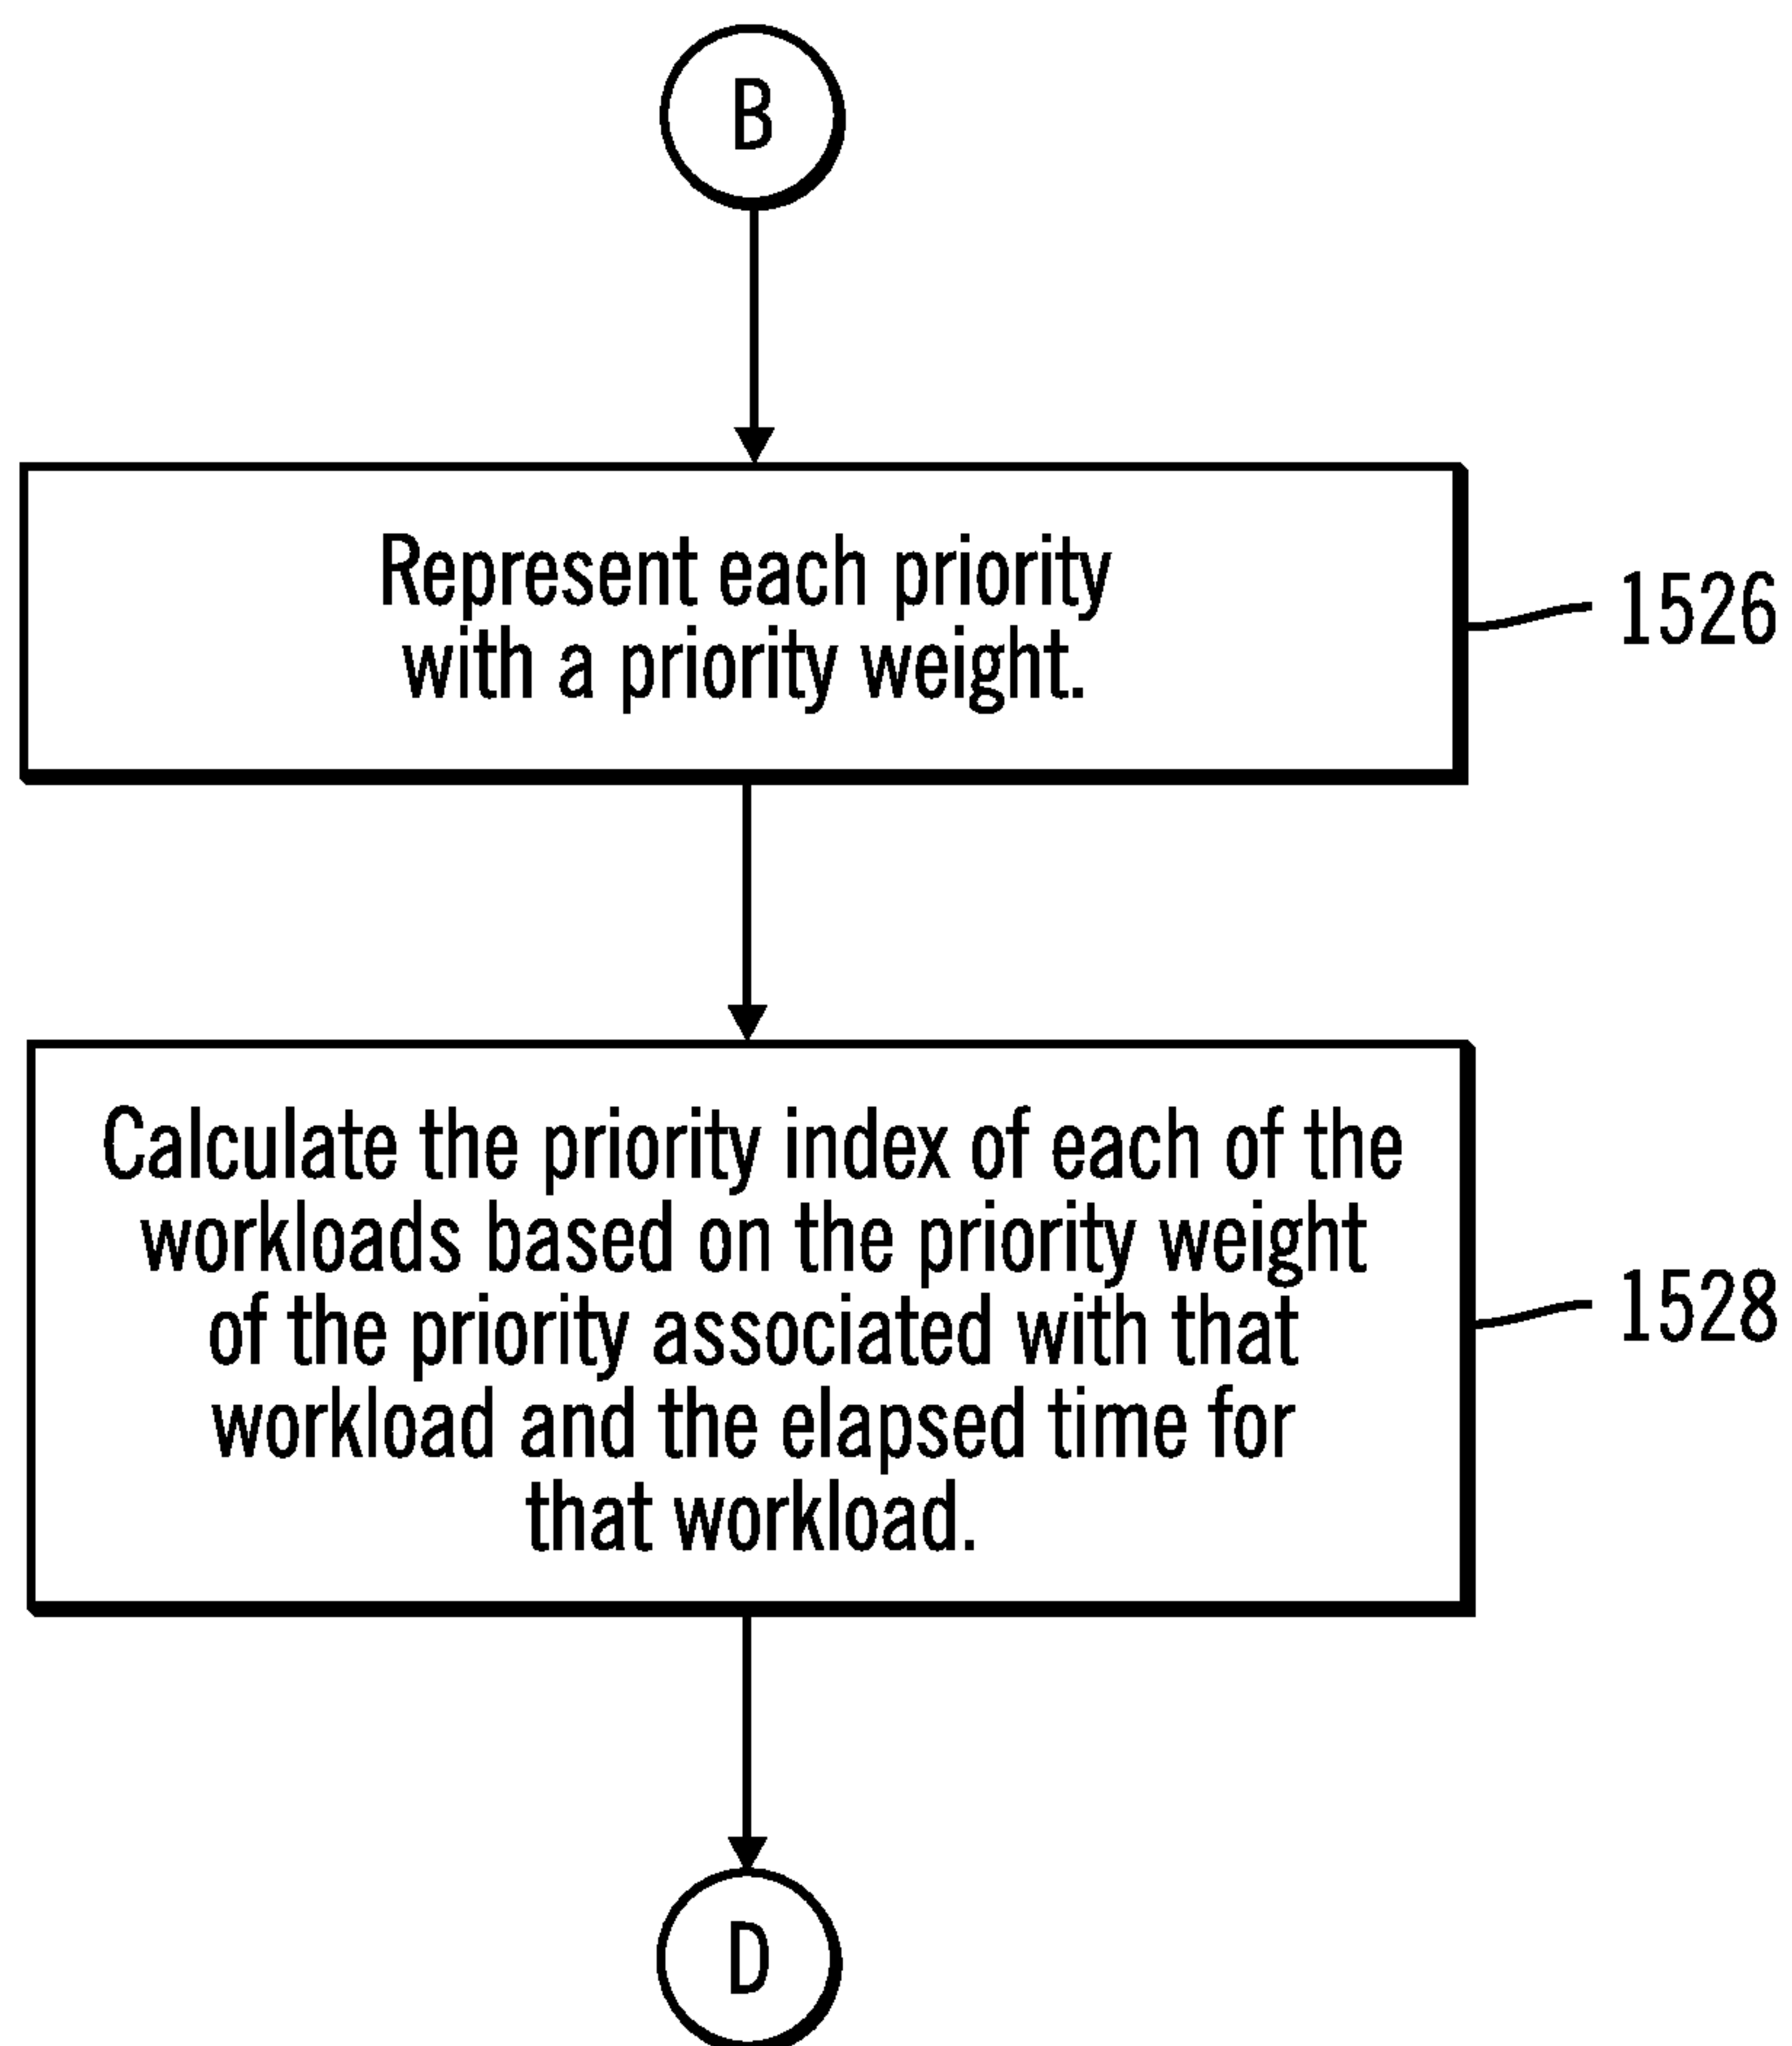 B
Represent each priority
with a priority weight.
1526
Calculate the priority index of each of the
workloads based on the priority weight
of the priority associated with that
workload and the elapsed time for
that workload.
1528
D